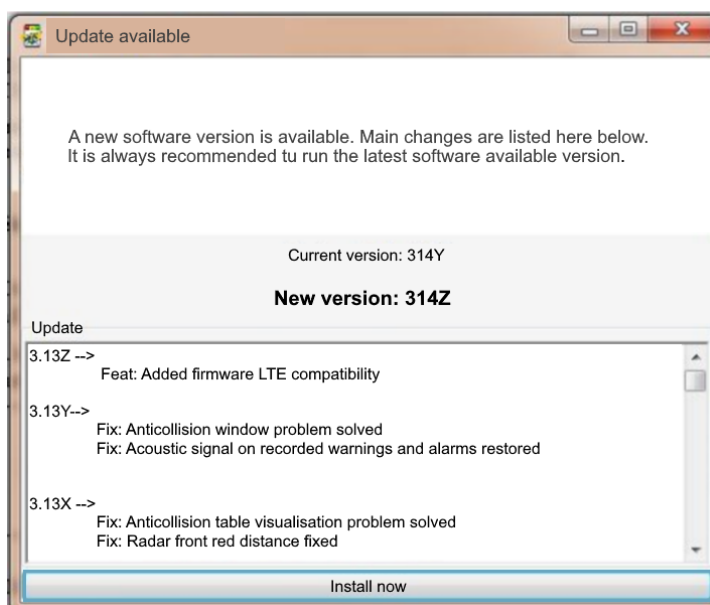 Update available
A new software version is available. Main changes are listed here below.
It is always recommended tu run the latest software available version.
Current version: 314Y
New version: 314Z
Update
3.13Z -->
Feat: Added firmware LTE compatibility
3.13Y-->
Fix: Anticollision window problem solved
Fix: Acoustic signal on recorded warnings and alarms restored
3.13X -->
Fix: Anticollision table visualisation problem solved
Fix: Radar front red distance fixed
Install now